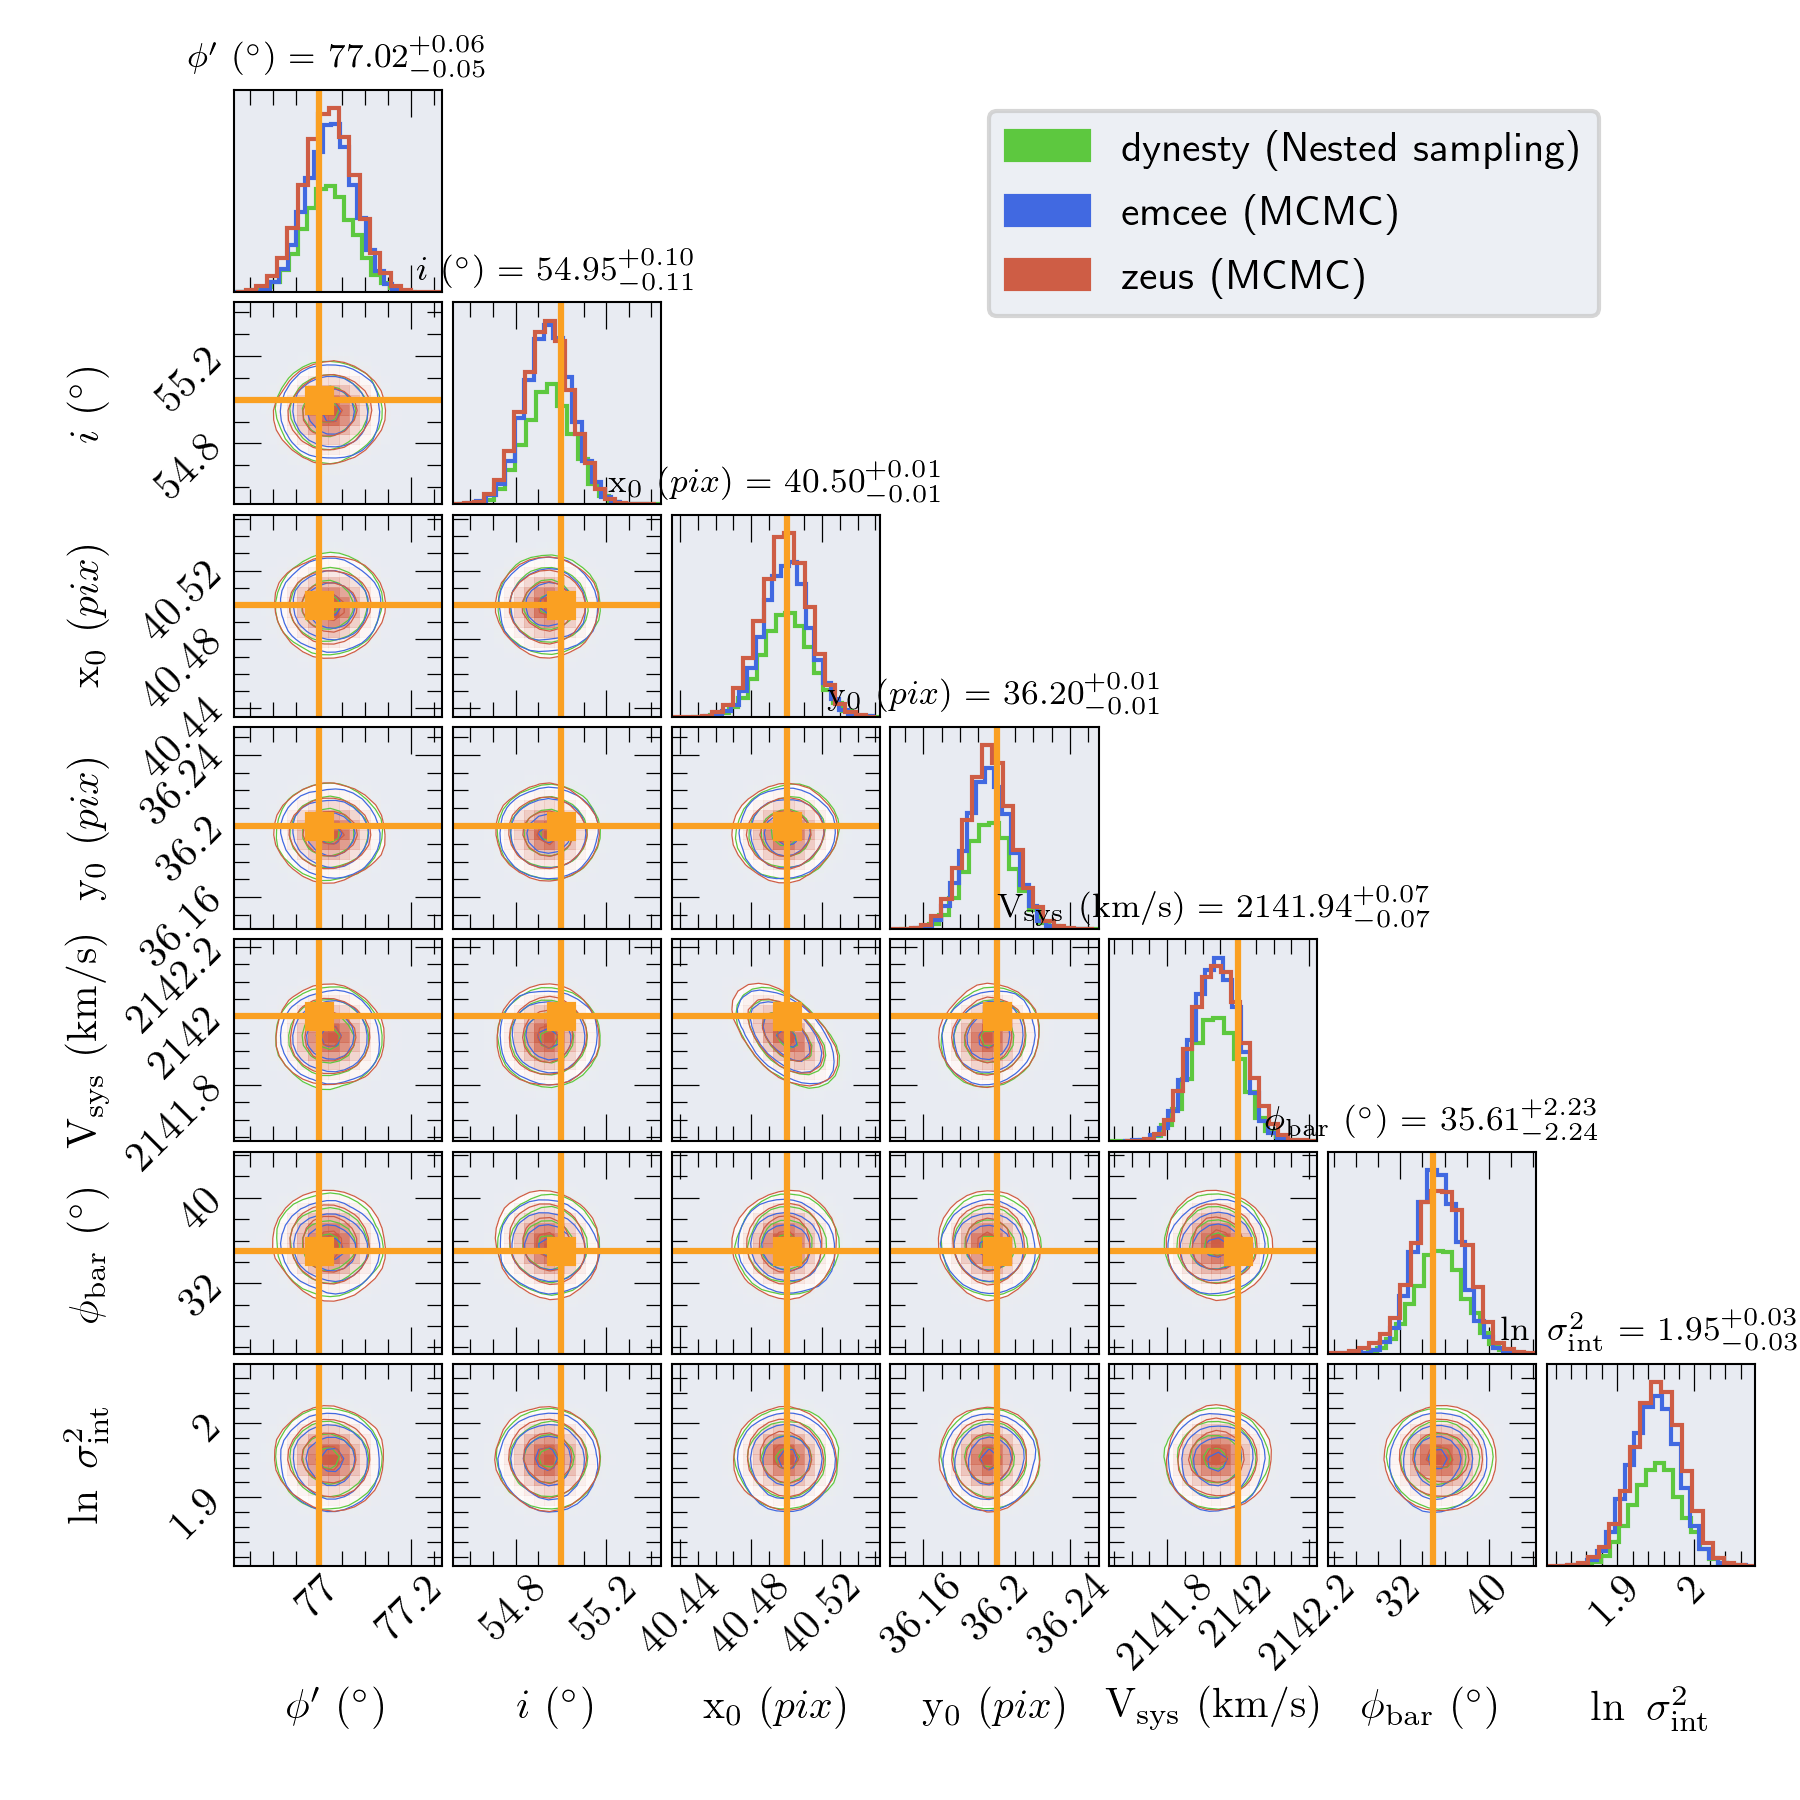 ϕ′ (°) = 77.02+0.06−0.05
dynesty (Nested sampling)
emcee (MCMC)
zeus (MCMC)
i (°) = 54.95+0.10−0.11
i (°)
55.2
54.8
x0 (pix) = 40.50+0.01−0.01
x0 (pix)
40.52
40.48
40.44
y0 (pix) = 36.20+0.01−0.01
y0 (pix)
36.24
36.2
36.16
Vsys (km/s) = 2141.94+0.07−0.07
Vsys (km/s)
2142.2
2142
2141.8
ϕbar (°) = 35.61+2.23−2.24
ϕbar (°)
40
32
ln σ²int = 1.95+0.03−0.03
ln σ²int
2
1.9
77 77.2 54.8 55.2 40.44 40.48 40.52 36.16 36.2 36.24 2141.8 2142 2142.2 32 40 1.9 2
ϕ′ (°) i (°) x0 (pix) y0 (pix) Vsys (km/s) ϕbar (°) ln σ²int